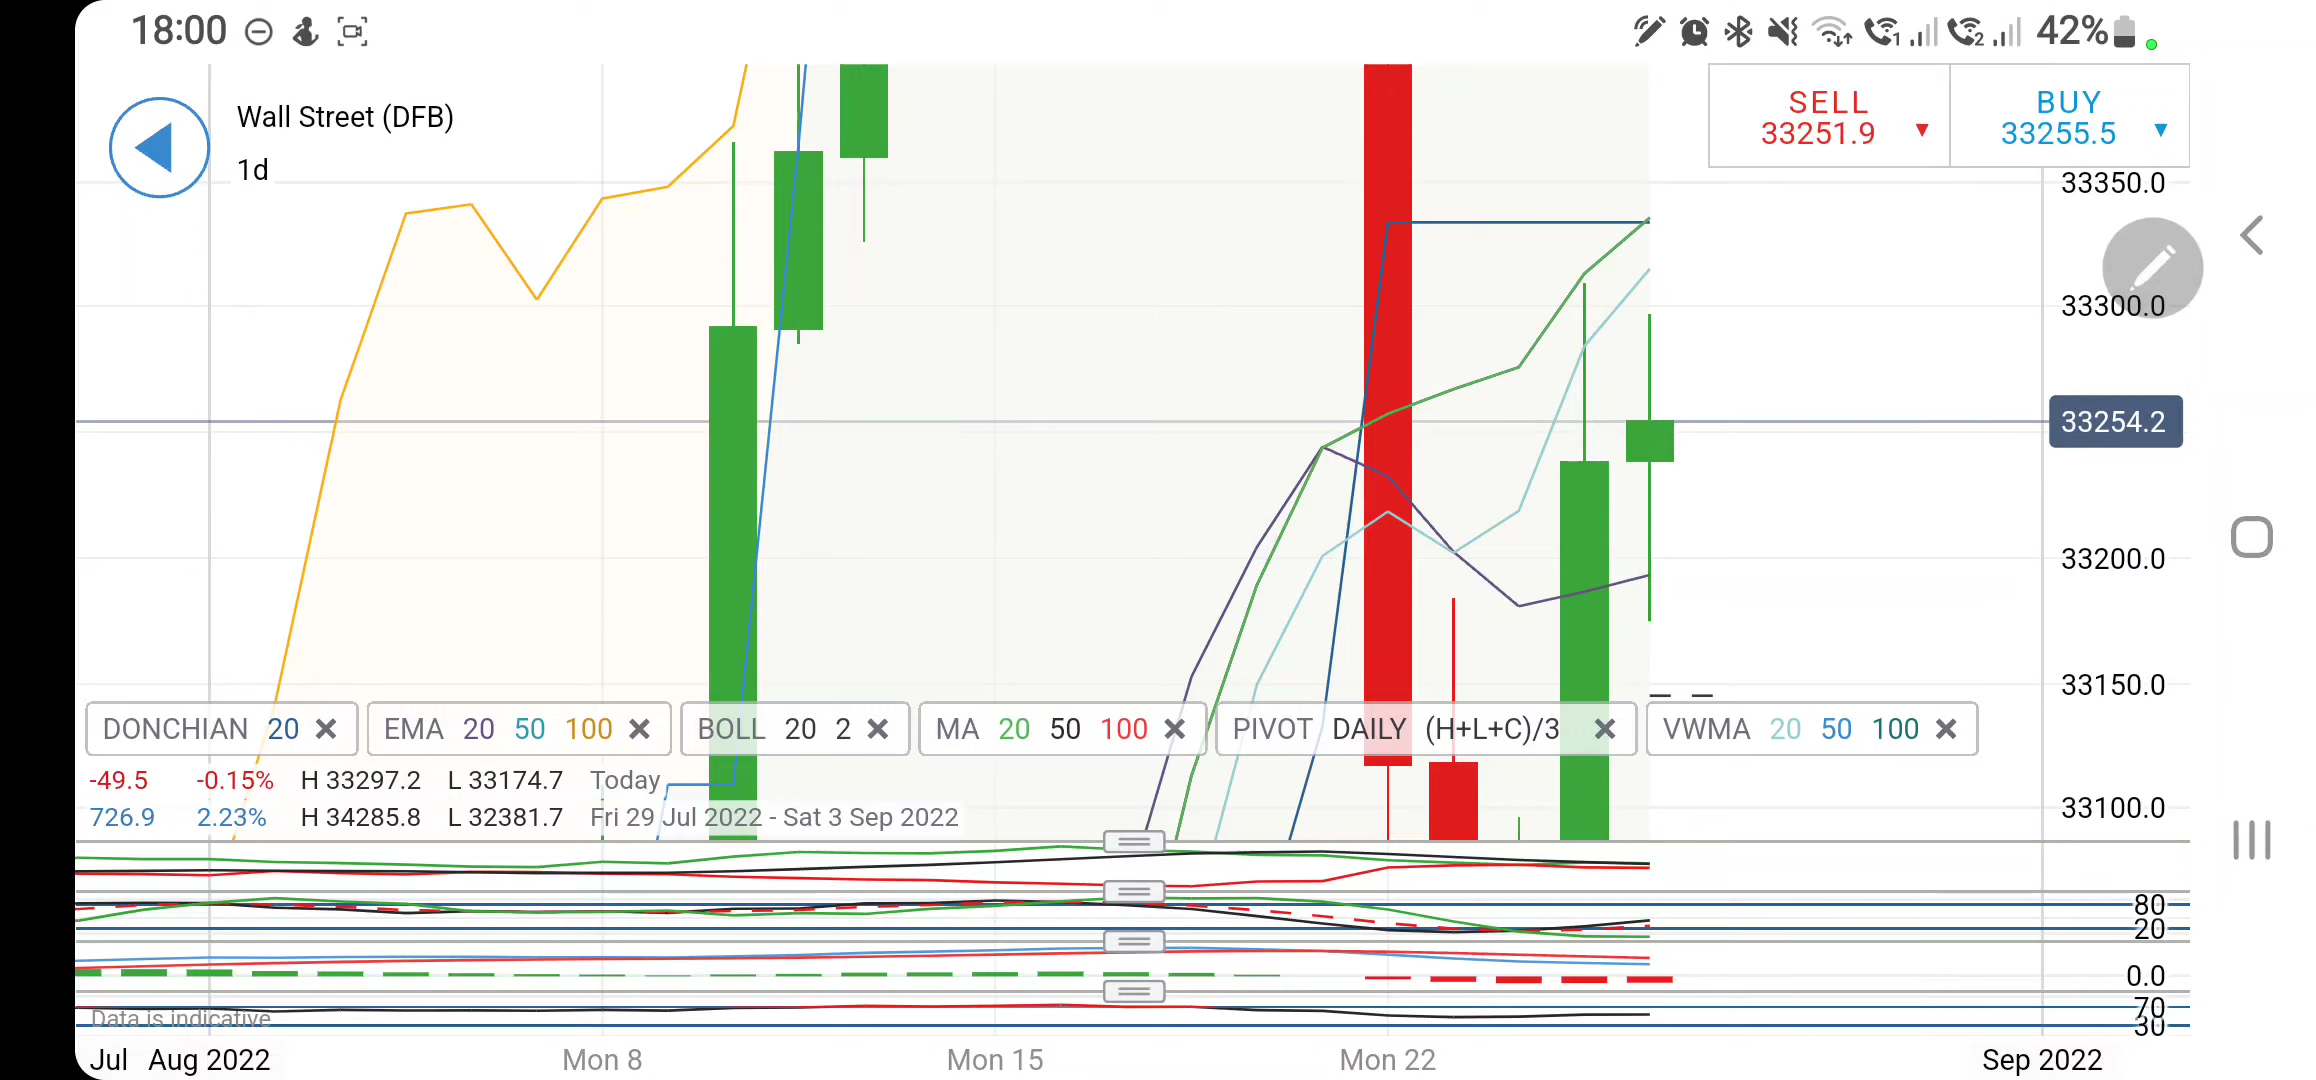 18:00
1
2
42%
Wall Street (DFB)
1d
SELL
33251.9
BUY
33255.5
33350.0
33300.0
33254.2
33200.0
33150.0
33100.0
DONCHIAN 20
EMA 20 50 100
BOLL 20 2
MA 20 50 100
PIVOT DAILY (H+L+C)/3
VWMA 20 50 100
-49.5 -0.15% H 33297.2 L 33174.7 Today
726.9 2.23% H 34285.8 L 32381.7 Fri 29 Jul 2022 - Sat 3 Sep 2022
80
20
0.0
70
30
Data is indicative
Jul Aug 2022 Mon 8 Mon 15 Mon 22 Sep 2022